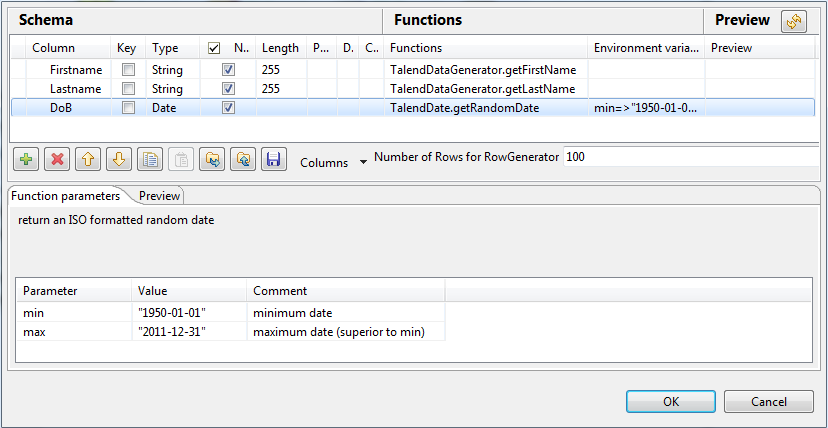 Schema Functions Preview
Column Key Type N.. Length P... D. C.. Functions Environment varia... Preview
Firstname String 255 TalendDataGenerator.getFirstName
Lastname String 255 TalendDataGenerator.getLastName
DoB Date TalendDate.getRandomDate min=>"1950-01-0...
Columns Number of Rows for RowGenerator 100
Function parameters Preview
return an ISO formatted random date
Parameter Value Comment
min "1950-01-01" minimum date
max "2011-12-31" maximum date (superior to min)
OK Cancel